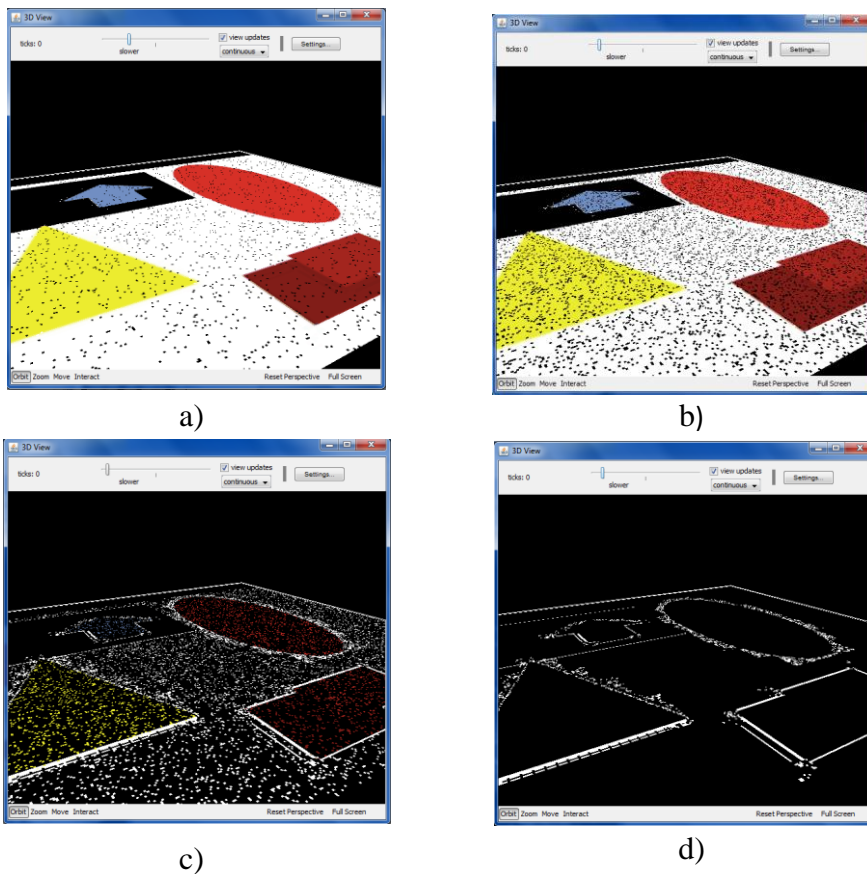 3D View
ticks: 0
slower
view updates
continuous
Settings...
Orbit Zoom Move Interact
Reset Perspective Full Screen
a)
3D View
ticks: 0
slower
view updates
continuous
Settings...
Orbit Zoom Move Interact
Reset Perspective Full Screen
b)
3D View
ticks: 0
slower
view updates
continuous
Settings...
Orbit Zoom Move Interact
Reset Perspective Full Screen
c)
3D View
ticks: 0
slower
view updates
continuous
Settings...
Orbit Zoom Move Interact
Reset Perspective Full Screen
d)